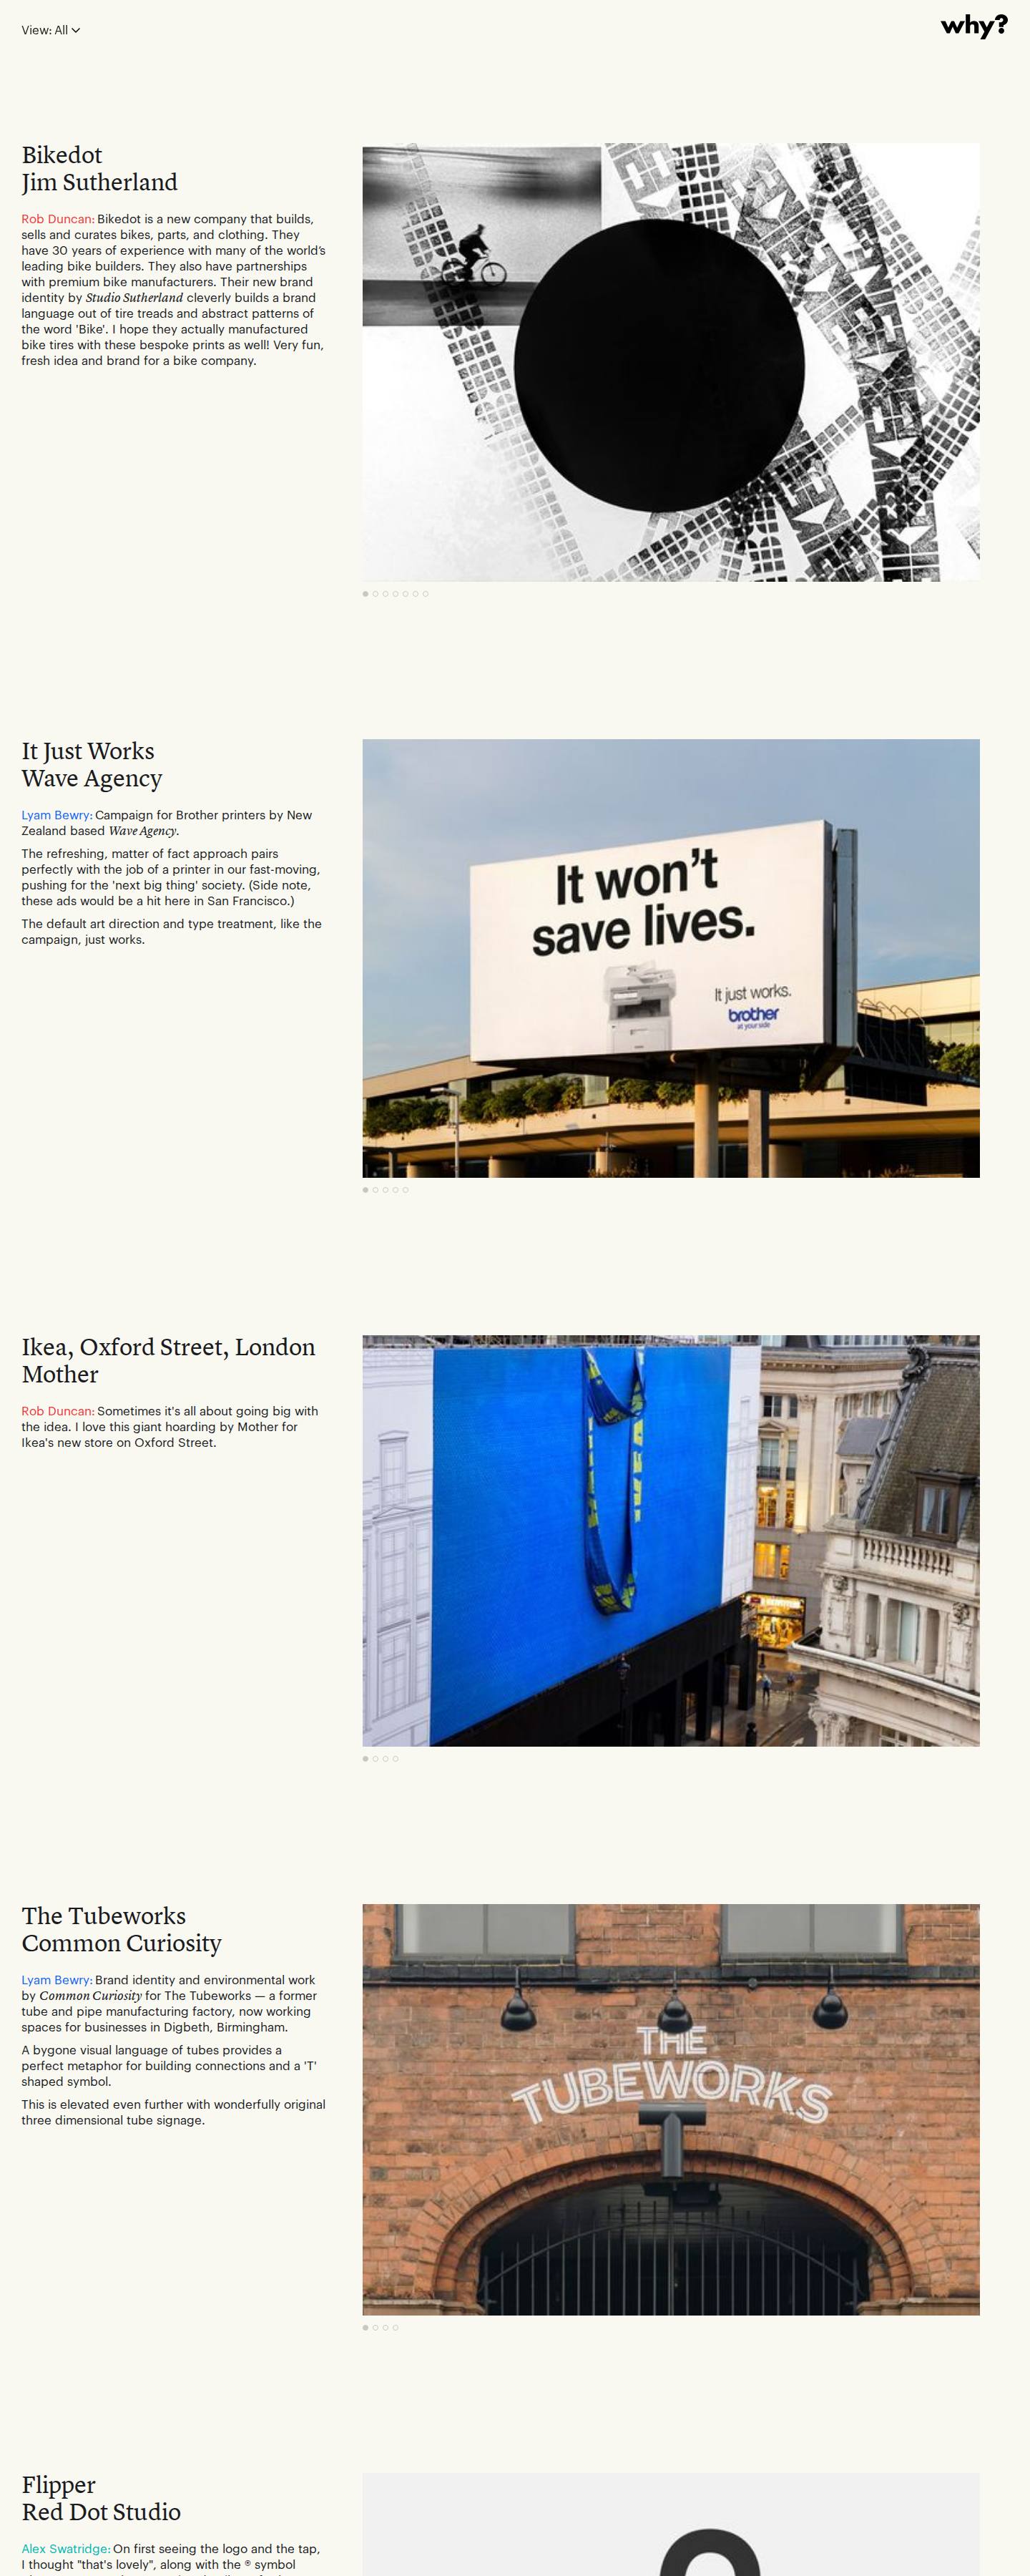 View: All
why?
Bikedot
Jim Sutherland
Rob Duncan: Bikedot is a new company that builds,
sells and curates bikes, parts, and clothing. They
have 30 years of experience with many of the world's
leading bike builders. They also have partnerships
with premium bike manufacturers. Their new brand
identity by Studio Sutherland cleverly builds a brand
language out of tire treads and abstract patterns of
the word 'Bike'. I hope they actually manufactured
bike tires with these bespoke prints as well! Very fun,
fresh idea and brand for a bike company.
It Just Works
Wave Agency
Lyam Bewry: Campaign for Brother printers by New
Zealand based Wave Agency.
The refreshing, matter of fact approach pairs
perfectly with the job of a printer in our fast-moving,
pushing for the 'next big thing' society. (Side note,
these ads would be a hit here in San Francisco.)
The default art direction and type treatment, like the
campaign, just works.
It won't
save lives.
It just works.
brother
at your side
Ikea, Oxford Street, London
Mother
Rob Duncan: Sometimes it's all about going big with
the idea. I love this giant hoarding by Mother for
Ikea's new store on Oxford Street.
The Tubeworks
Common Curiosity
Lyam Bewry: Brand identity and environmental work
by Common Curiosity for The Tubeworks — a former
tube and pipe manufacturing factory, now working
spaces for businesses in Digbeth, Birmingham.
A bygone visual language of tubes provides a
perfect metaphor for building connections and a 'T'
shaped symbol.
This is elevated even further with wonderfully original
three dimensional tube signage.
THE
TUBEWORKS
Flipper
Red Dot Studio
Alex Swatridge: On first seeing the logo and the tap,
I thought "that's lovely", along with the ® symbol